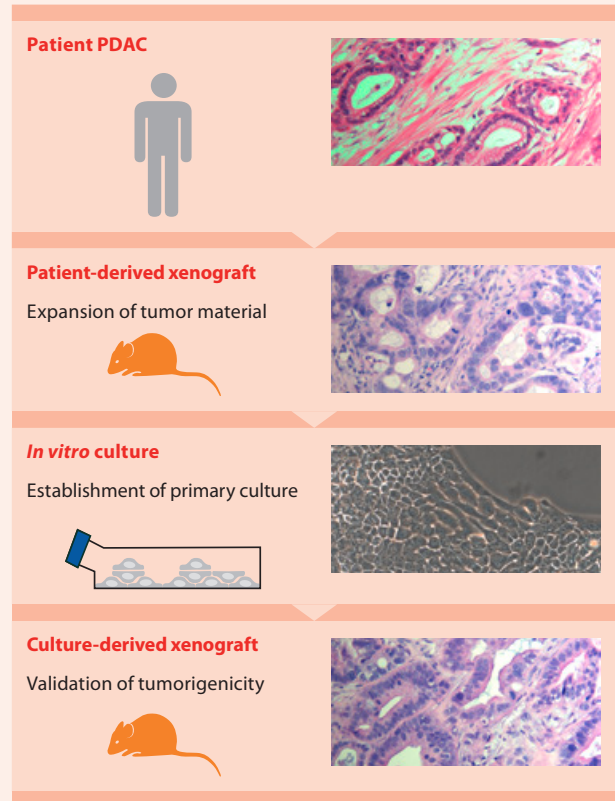 Patient PDAC
Patient-derived xenograft
Expansion of tumor material
In vitro culture
Establishment of primary culture
Culture-derived xenograft
Validation of tumorigenicity